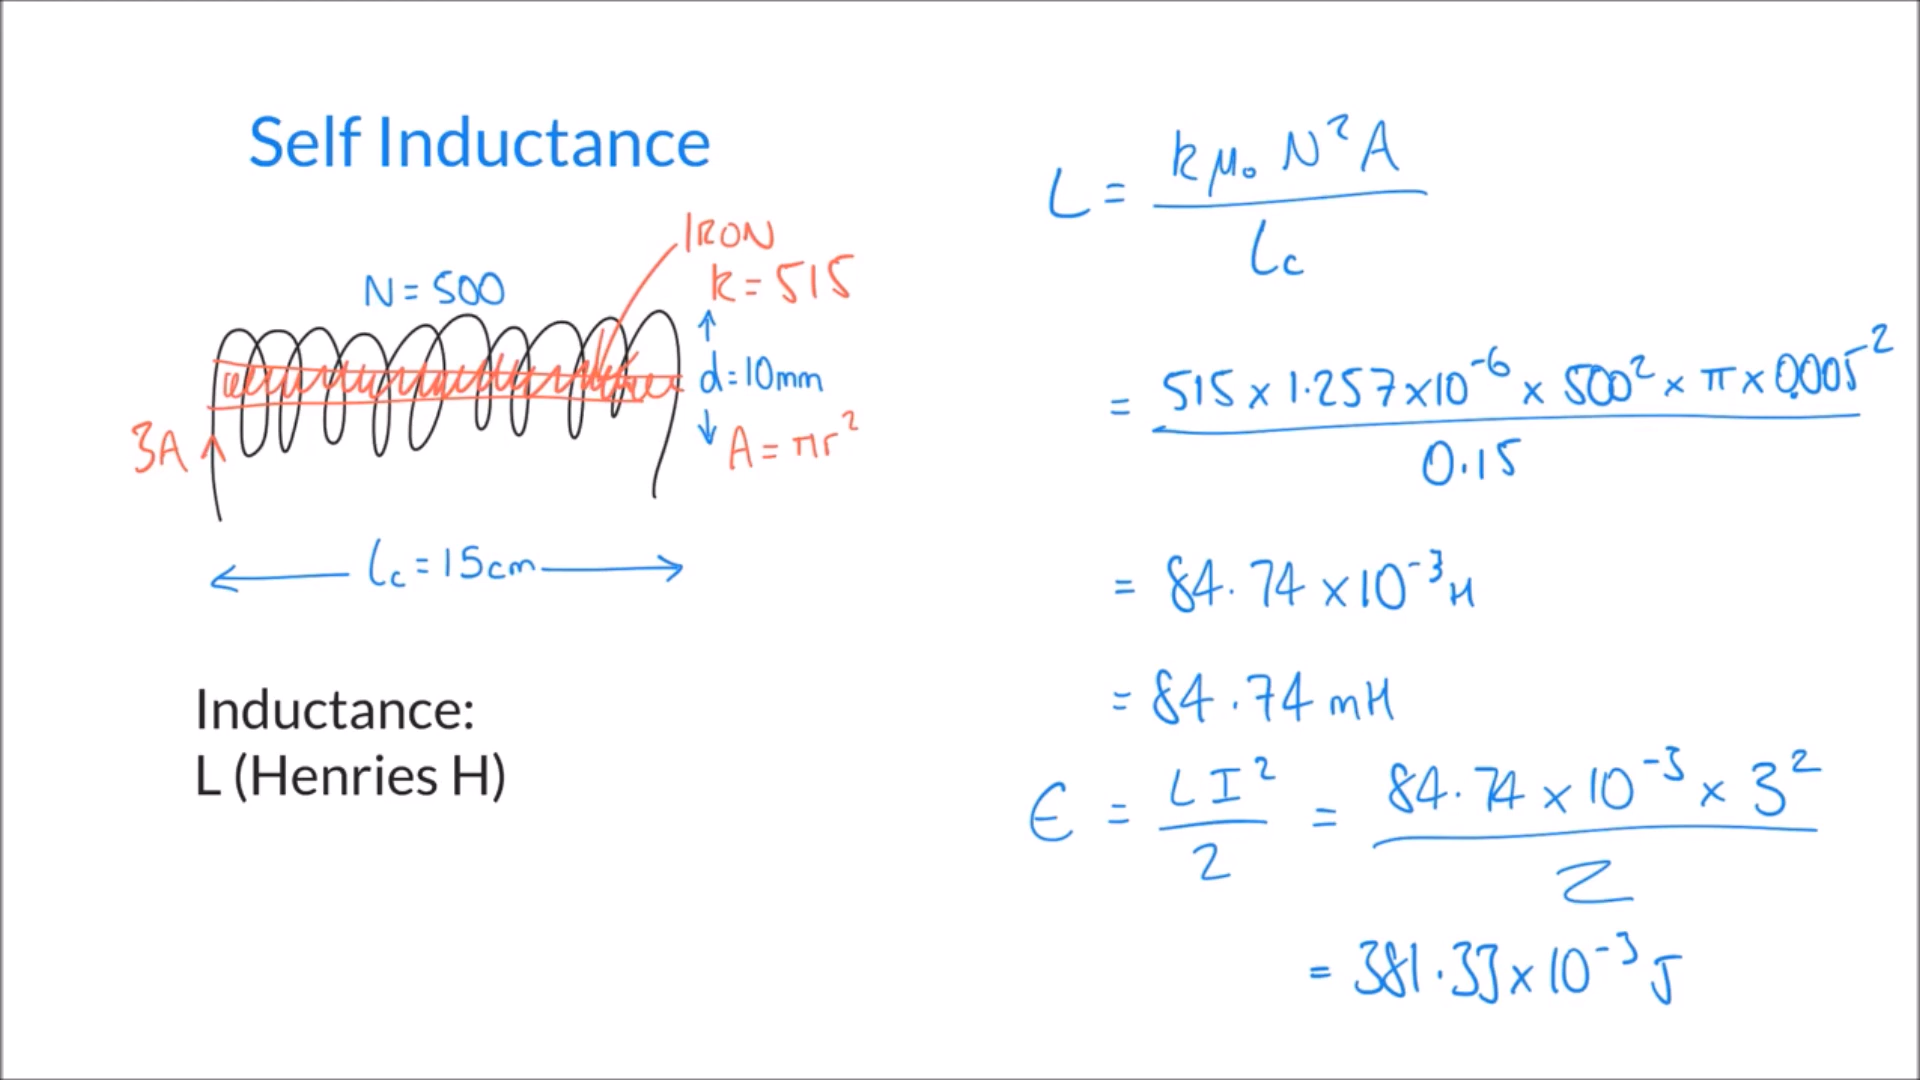 Self Inductance
IRON
k = 515
N = 500
d = 10mm
3A
A = πr²
lc = 15cm
Inductance:
L (Henries H)
L = kμ₀ N²A
lc
= 515 x 1.257 x 10⁻⁶ x 500² x π x 0.005²
0.15
= 84.74 x 10⁻³ H
= 84.74 mH
E = LI² = 84.74 x 10⁻³ x 3²
2 2
= 381.33 x 10⁻³ J